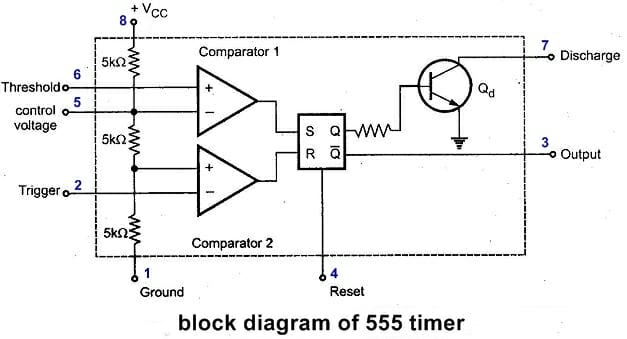 + VCC
8
5kΩ
Comparator 1
7
Discharge
6
Threshold
+
Qd
5
control
voltage
−
S Q
5kΩ
R Q̅
3
Output
+
2
Trigger
−
5kΩ
Comparator 2
1
Ground
4
Reset
block diagram of 555 timer